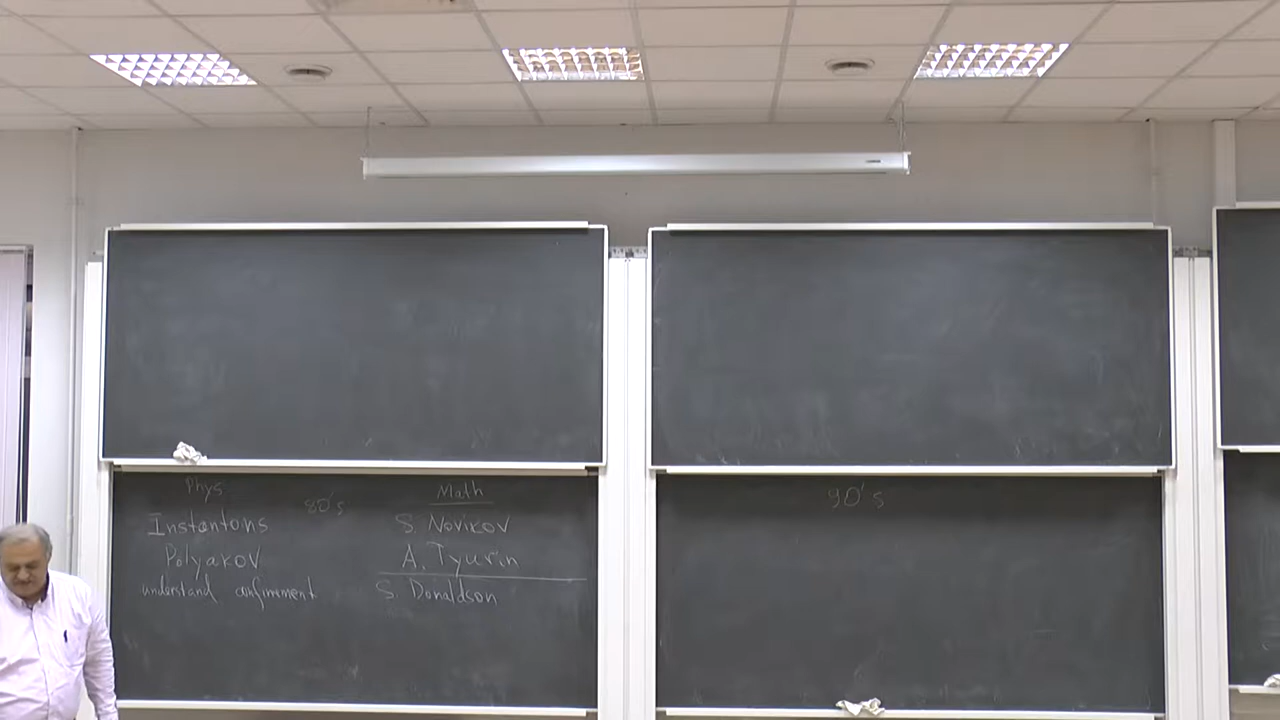 Phys
80's
Math
Instantons
S. Novikov
Polyakov
A. Tyurin
understand confinement
S. Donaldson
90's